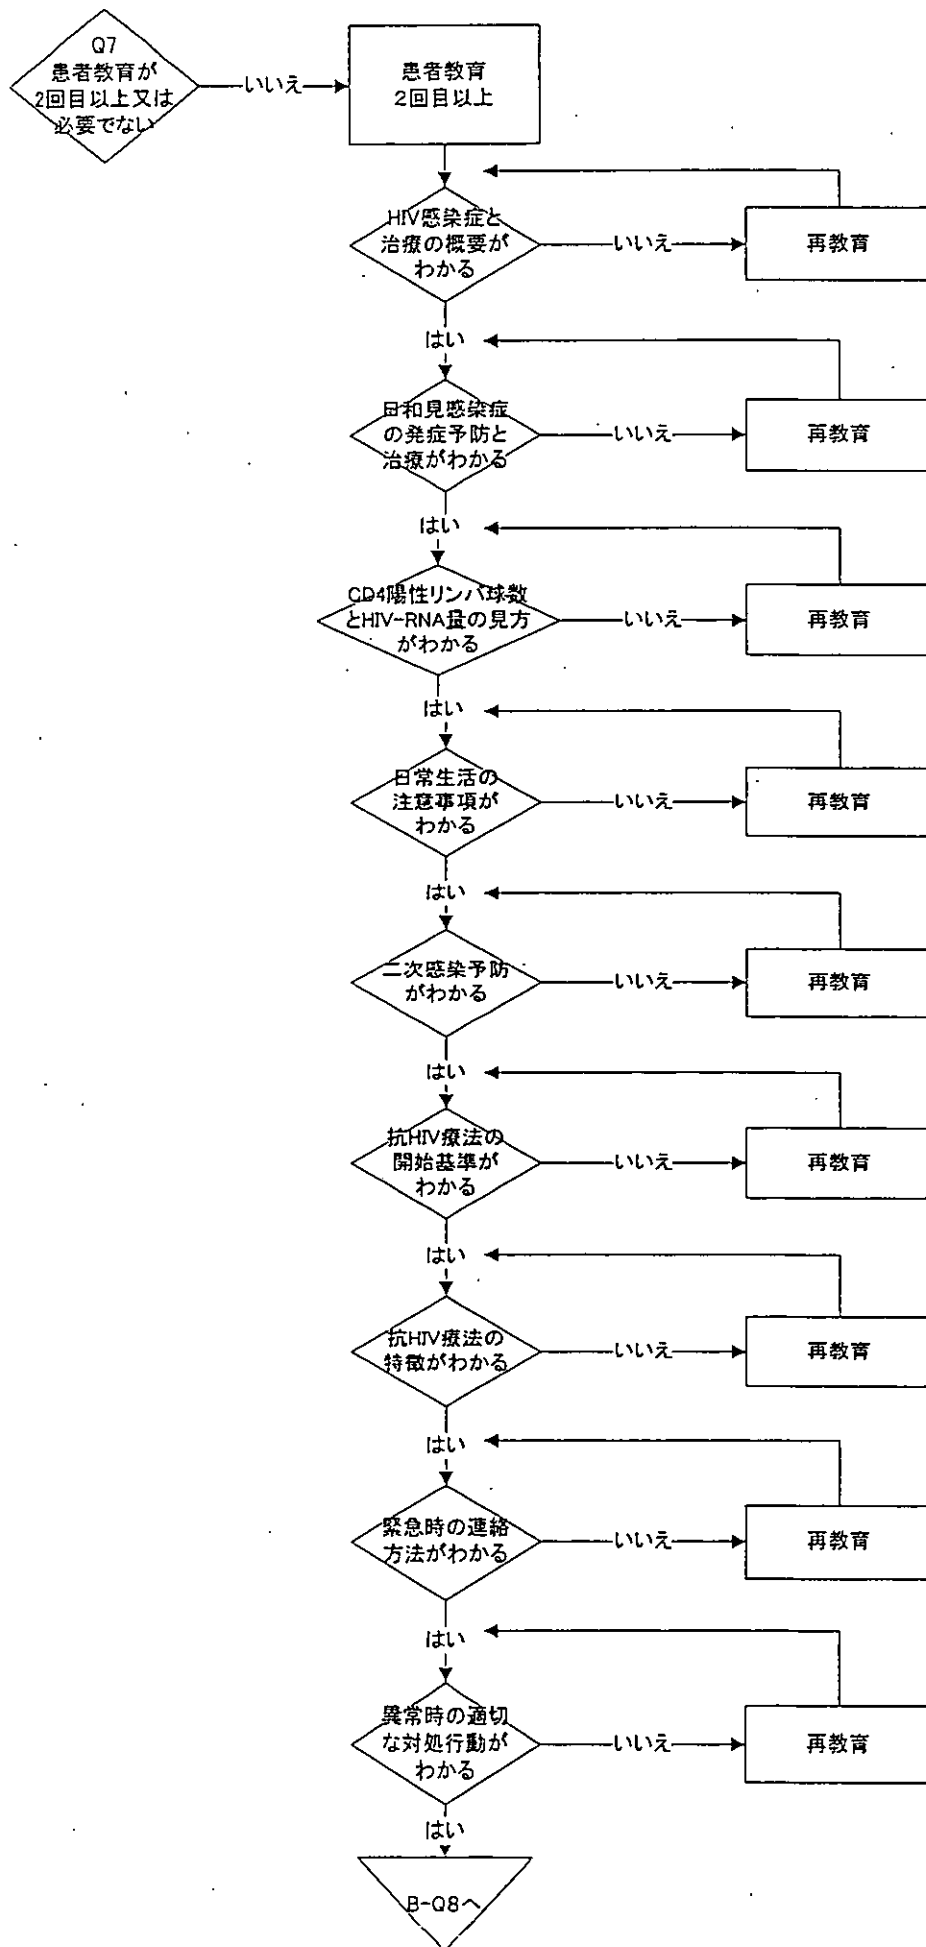 Q7
患者教育が
2回目以上又は
必要でない
いいえ
患者教育
2回目以上
HIV感染症と
治療の概要が
わかる
いいえ
再教育
はい
日和見感染症
の発症予防と
治療がわかる
いいえ
再教育
はい
CD4陽性リンパ球数
とHIV-RNA量の見方
がわかる
いいえ
再教育
はい
日常生活の
注意事項が
わかる
いいえ
再教育
はい
二次感染予防
がわかる
いいえ
再教育
はい
抗HIV療法の
開始基準が
わかる
いいえ
再教育
はい
抗HIV療法の
特徴がわかる
いいえ
再教育
はい
緊急時の連絡
方法がわかる
いいえ
再教育
はい
異常時の適切
な対処行動が
わかる
いいえ
再教育
はい
B-Q8へ